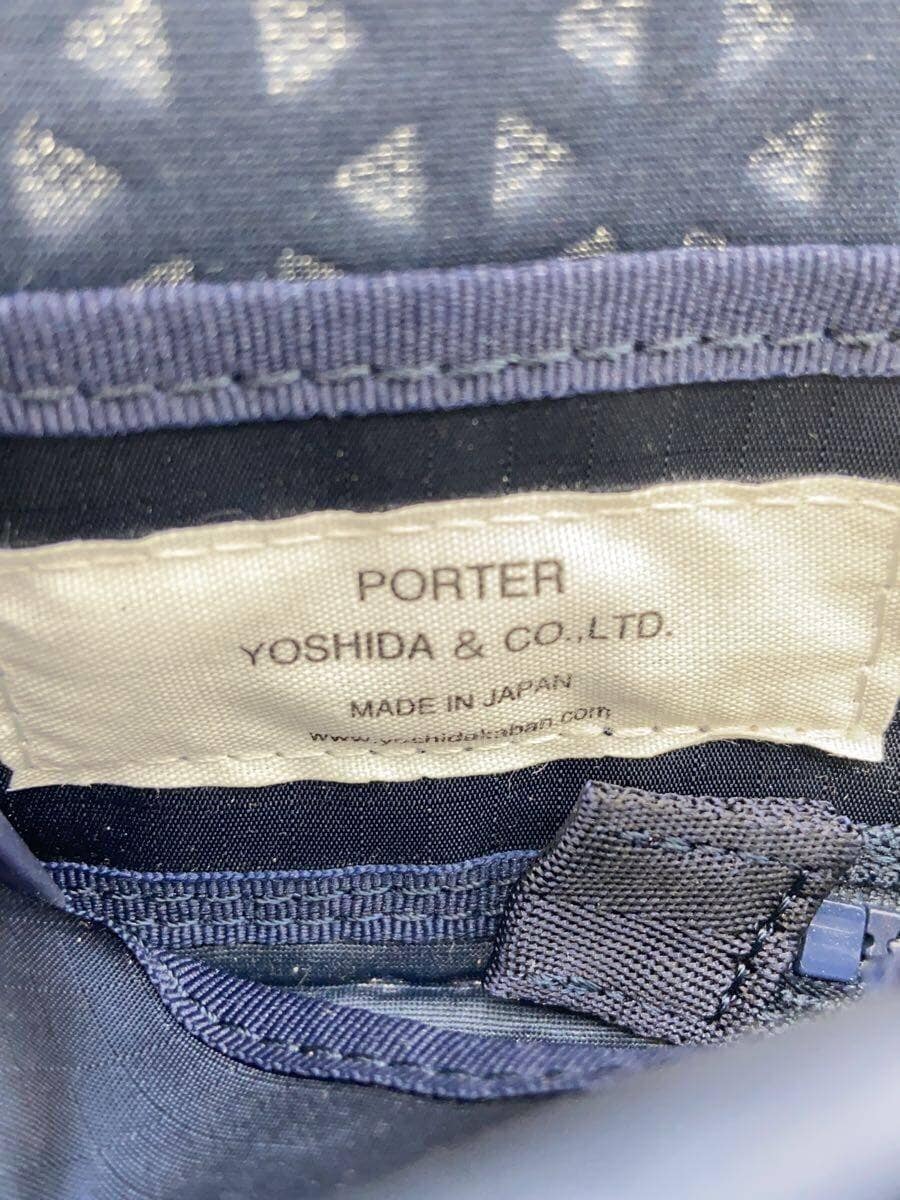 PORTER
YOSHIDA & CO.,LTD.
MADE IN JAPAN
www.yoshidakaban.com